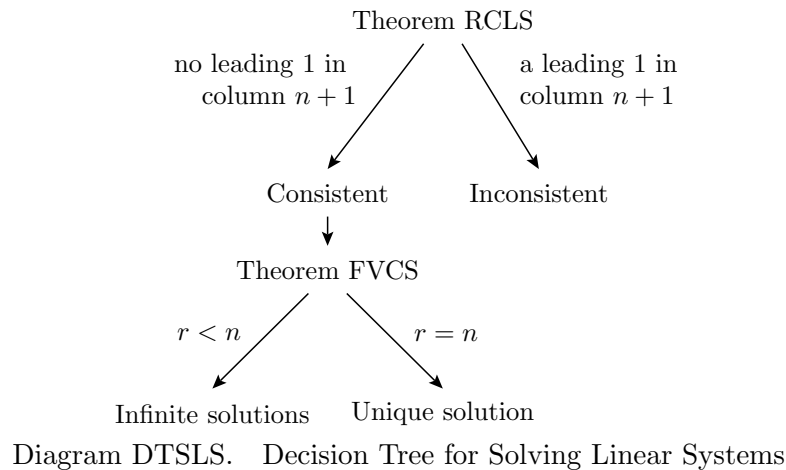 Theorem RCLS
no leading 1 in
column n + 1
a leading 1 in
column n + 1
Consistent
Inconsistent
Theorem FVCS
r < n
r = n
Infinite solutions
Unique solution
Diagram DTSLS. Decision Tree for Solving Linear Systems